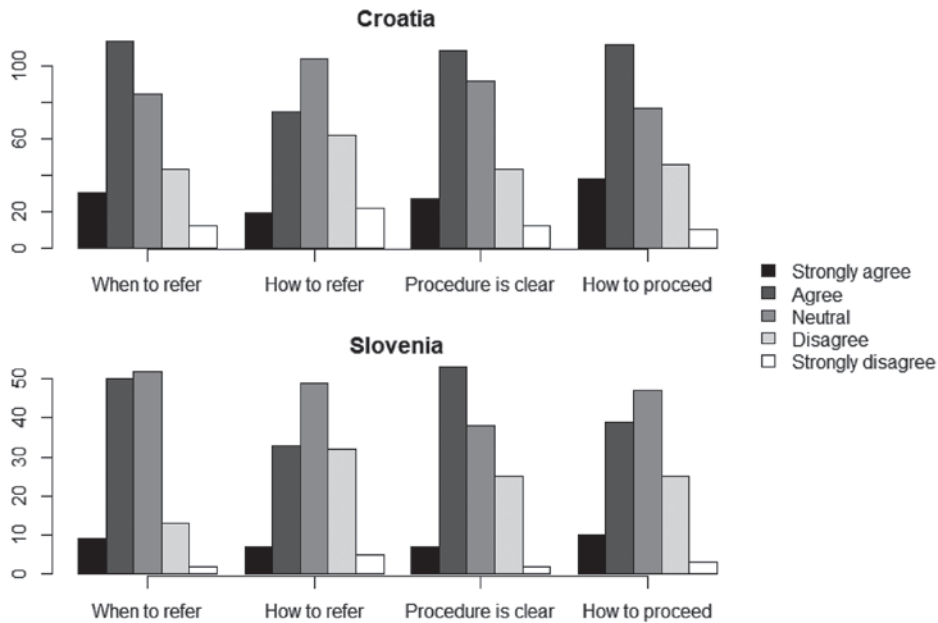 Croatia
100
60
20
0
When to refer
How to refer
Procedure is clear
How to proceed
Strongly agree
Agree
Neutral
Disagree
Strongly disagree
Slovenia
50
40
30
20
10
0
When to refer
How to refer
Procedure is clear
How to proceed